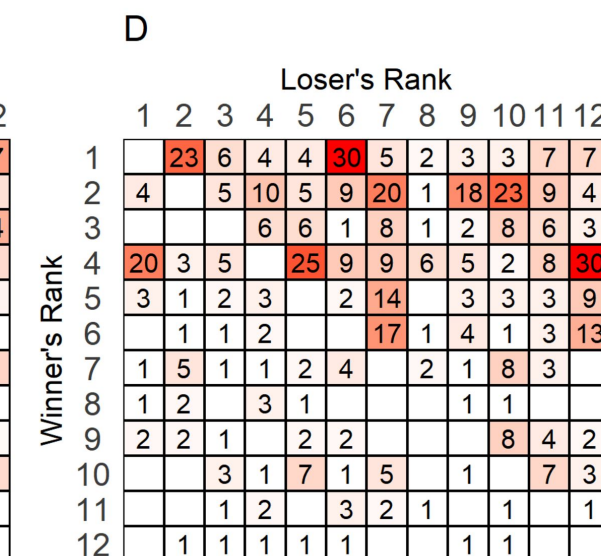 D
Loser's Rank
1 2 3 4 5 6 7 8 9 10 11 12
Winner's Rank
1 23 6 4 4 30 5 2 3 3 7 7
2 4 5 10 5 9 20 1 18 23 9 4
3 6 6 1 8 1 2 8 6 3
4 20 3 5 25 9 9 6 5 2 8 30
5 3 1 2 3 2 14 3 3 3 9
6 1 1 2 17 1 4 1 3 13
7 1 5 1 1 2 4 2 1 8 3
8 1 2 3 1 1 1
9 2 2 1 2 2 8 4 2
10 3 1 7 1 5 1 7 3
11 1 2 3 2 1 1 1
12 1 1 1 1 1 1 1